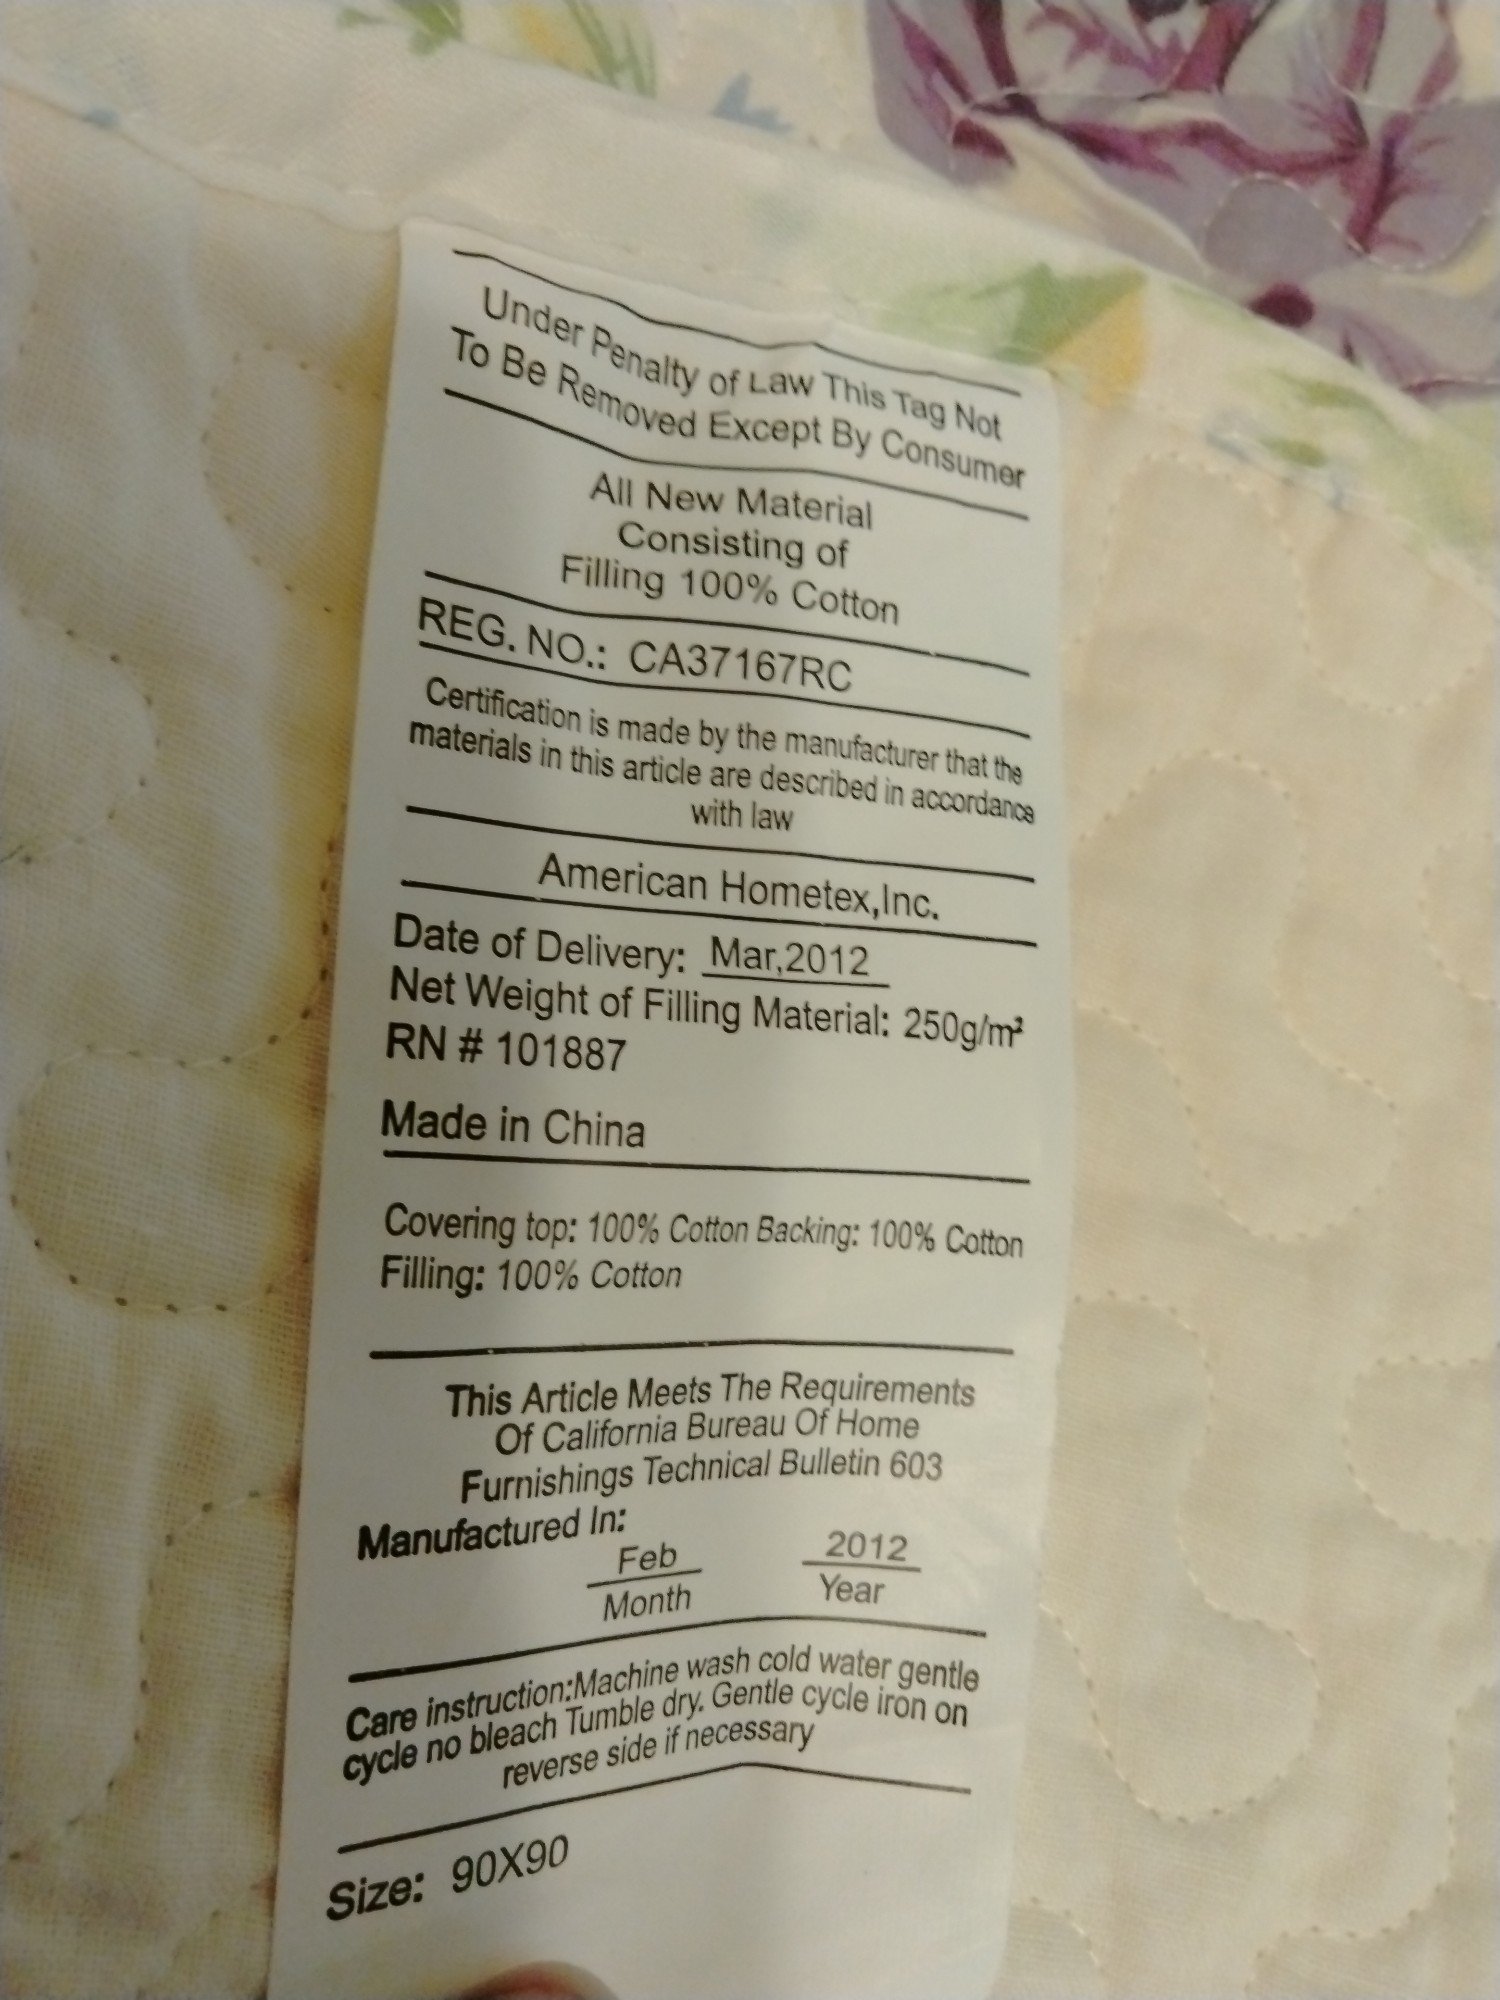 Under Penalty of Law This Tag Not
To Be Removed Except By Consumer
All New Material
Consisting of
Filling 100% Cotton
REG. NO.: CA37167RC
Certification is made by the manufacturer that the
materials in this article are described in accordance
with law
American Hometex,Inc.
Date of Delivery: Mar,2012
Net Weight of Filling Material: 250g/m²
RN # 101887
Made in China
Covering top: 100% Cotton Backing: 100% Cotton
Filling: 100% Cotton
This Article Meets The Requirements
Of California Bureau Of Home
Furnishings Technical Bulletin 603
Manufactured In:
Feb 2012
Month Year
Care instruction:Machine wash cold water gentle
cycle no bleach Tumble dry. Gentle cycle iron on
reverse side if necessary
Size: 90X90